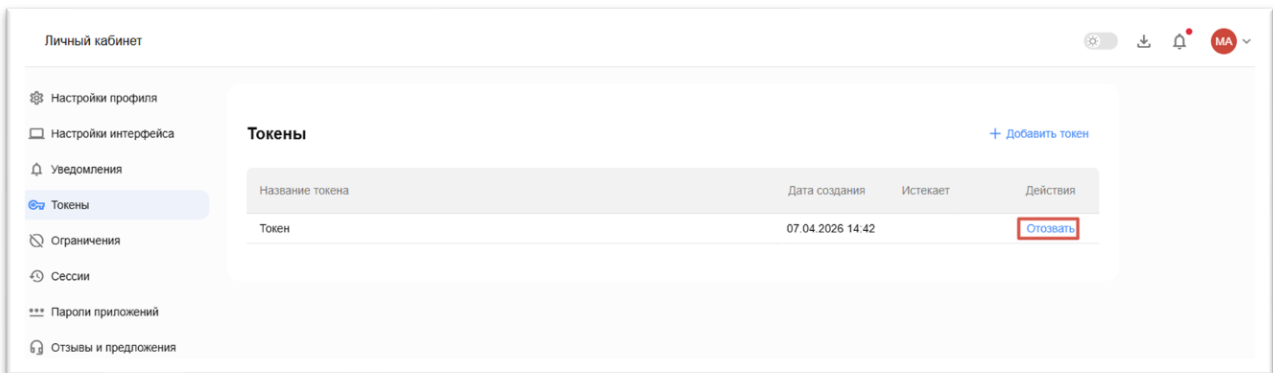 Личный кабинет
МА
Настройки профиля
Настройки интерфейса
Уведомления
Токены
Ограничения
Сессии
Пароли приложений
Отзывы и предложения
Токены
Добавить токен
Название токена Дата создания Истекает Действия
Токен 07.04.2026 14:42 Отозвать